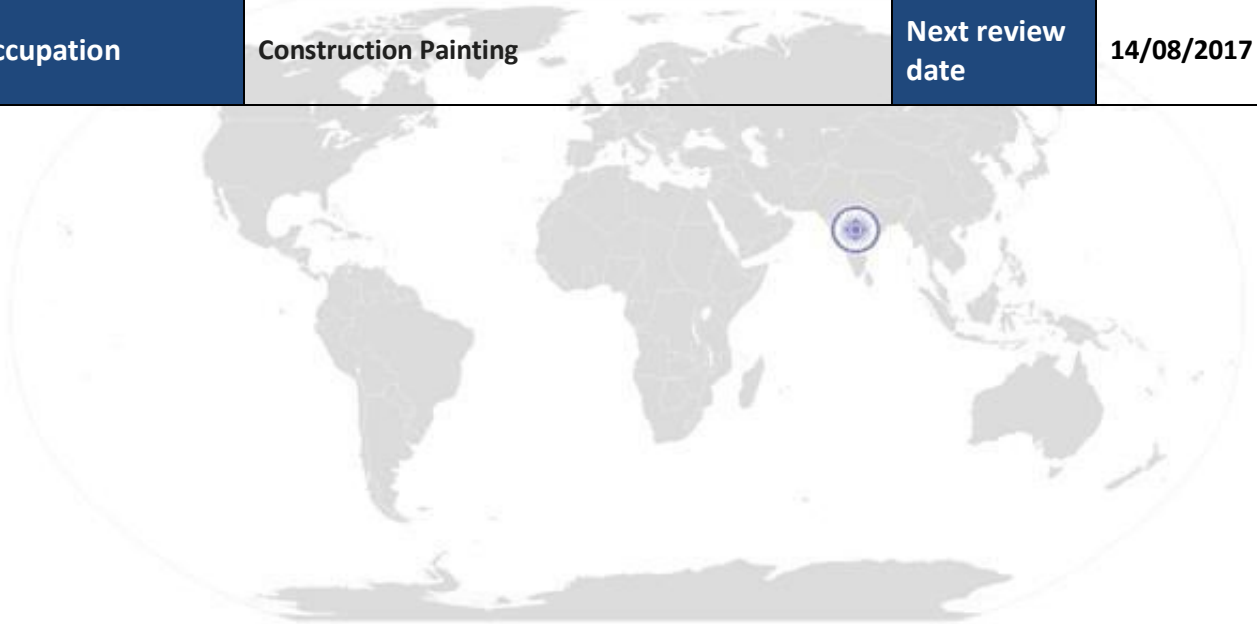 ccupation
Construction Painting
Next review
date
14/08/2017